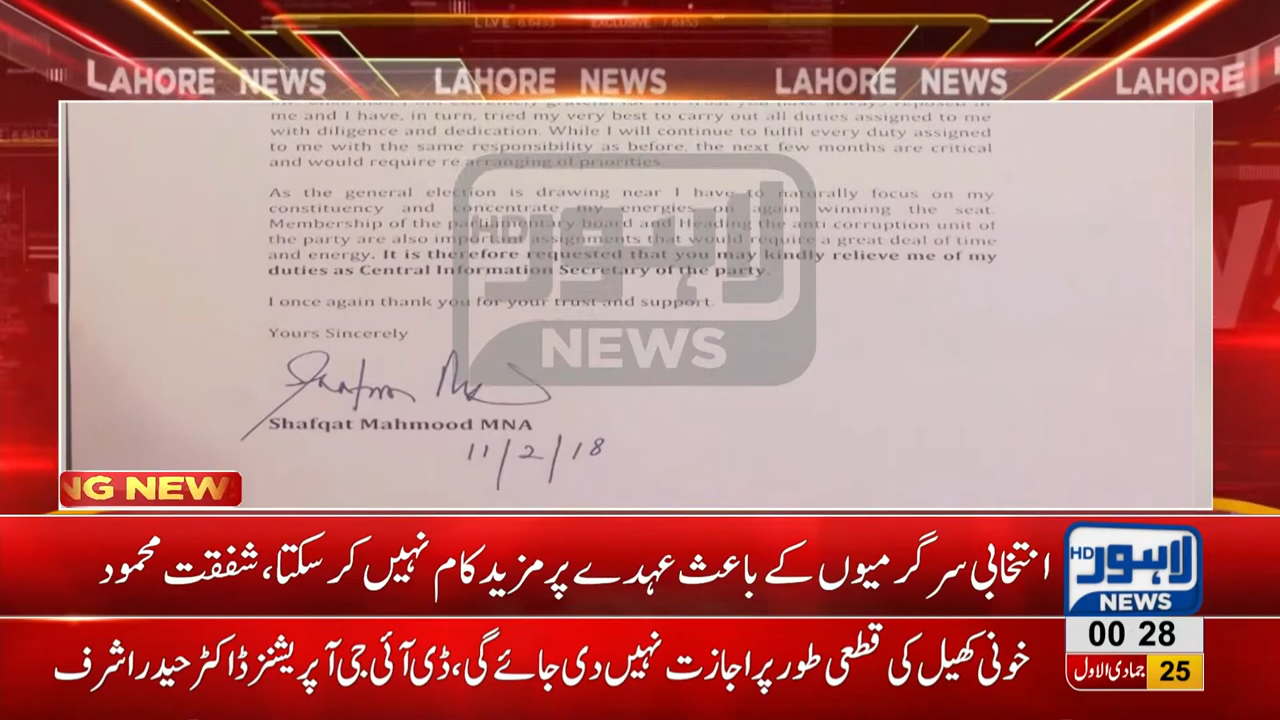 LIVE 6.6453 EXCLUSIVE 7.6453
LAHORE NEWS LAHORE NEWS LAHORE NEWS LAHORE
me and I have, in turn, tried my very best to carry out all duties assigned to me
with diligence and dedication. While I will continue to fulfil every duty assigned
to me with the same responsibility as before, the next few months are critical
and would require re arranging of priorities.
As the general election is drawing near I have to naturally focus on my
constituency and concentrate my energies on again winning the seat
Membership of the parliamentary board and Heading the anti corruption unit of
the party are also important assignments that would require a great deal of time
and energy. It is therefore requested that you may kindly relieve me of my
duties as Central Information Secretary of the party.
I once again thank you for your trust and support
Yours Sincerely
Shafqat Mahmood MNA
11/2/18
HD لاہور
NEWS
NG NEW
انتخابی سرگرمیوں کے باعث عہدے پر مزید کام نہیں کر سکتا، شفقت محمود
خونی کھیل کی قطعی طور پر اجازت نہیں دی جائے گی، ڈی آئی جی آپریشنز ڈاکٹر حیدر اشرف
HD لاہور
NEWS
00 28
25 جمادی الاول